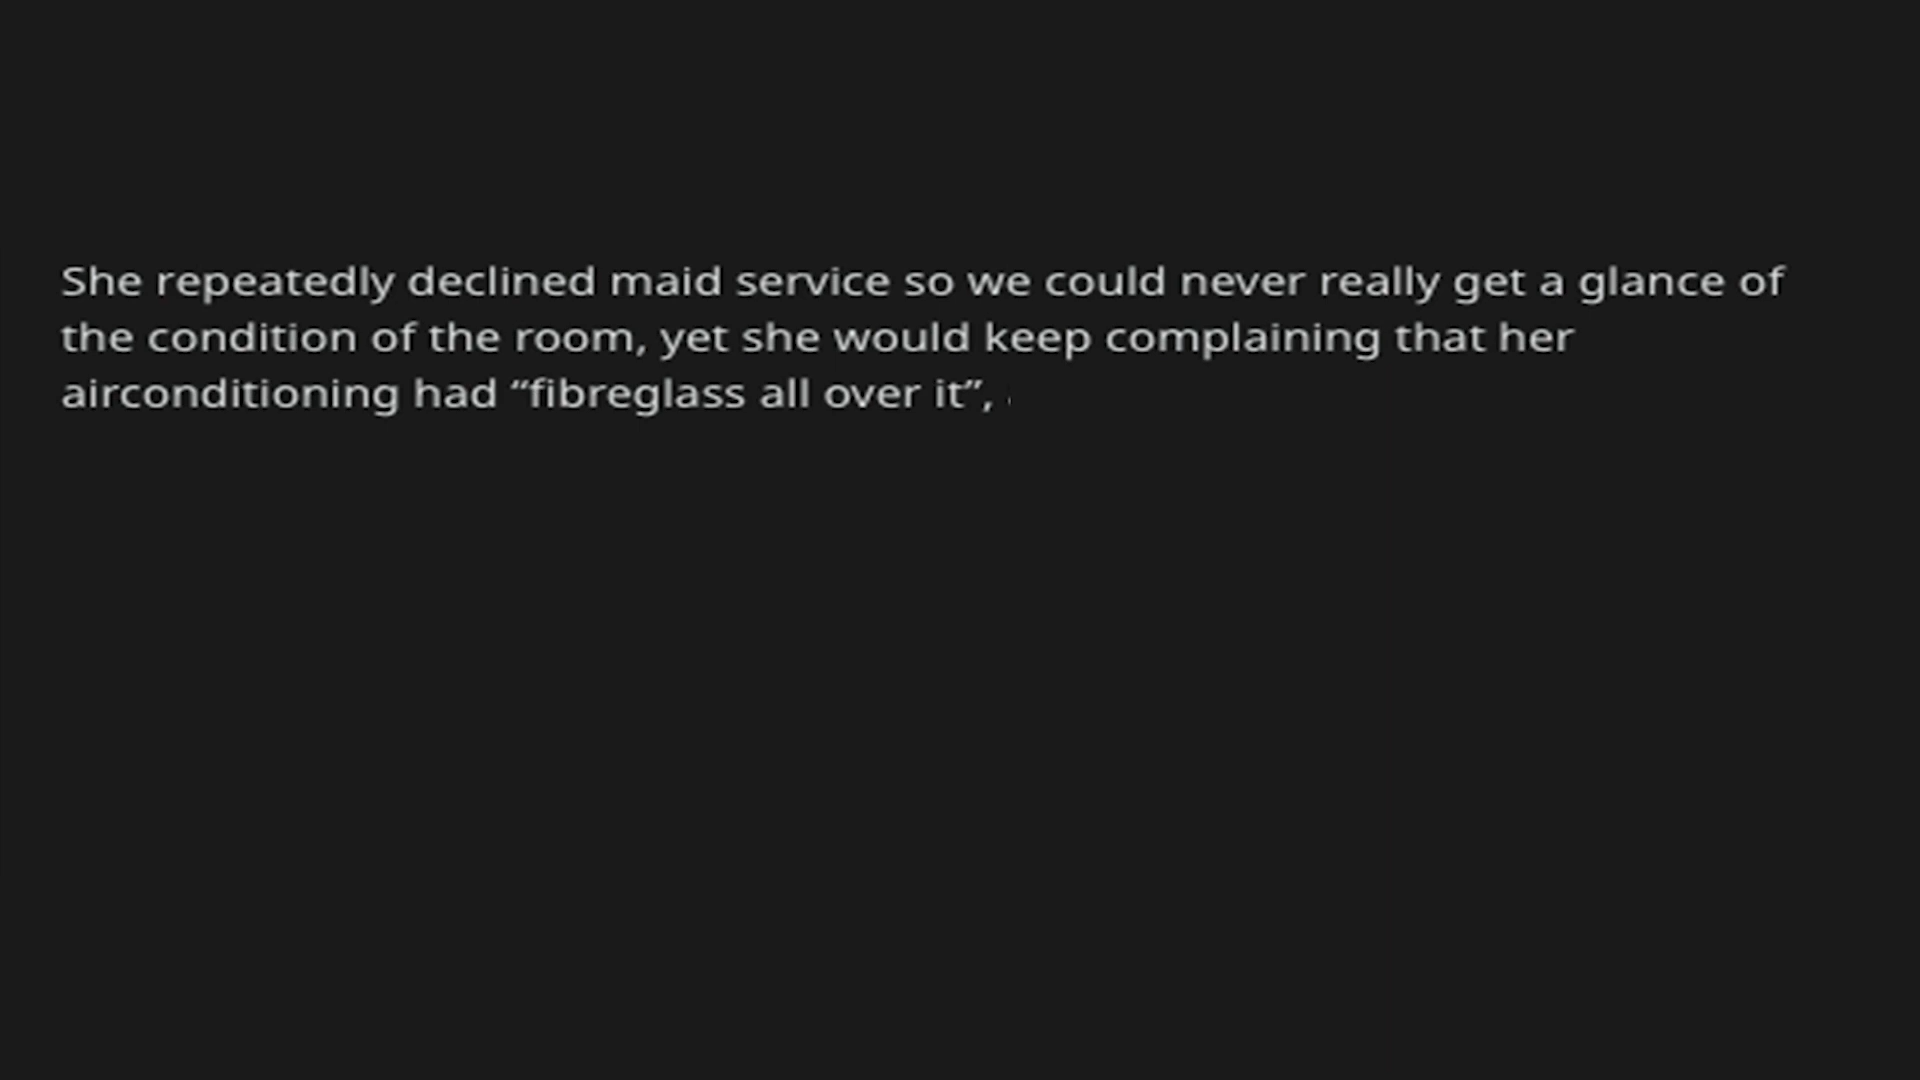 She repeatedly declined maid service so we could never really get a glance of
the condition of the room, yet she would keep complaining that her
airconditioning had “fibreglass all over it”,